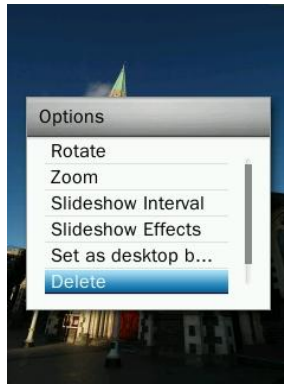 Options
Rotate
Zoom
Slideshow Interval
Slideshow Effects
Set as desktop b...
Delete